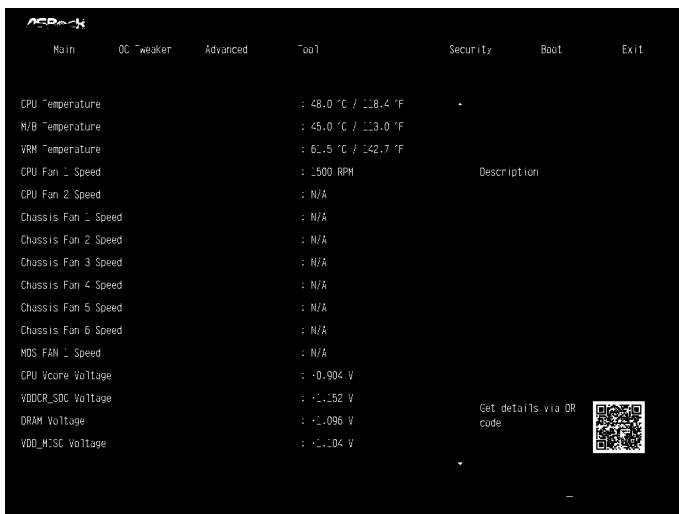 ASRock
Main OC Tweaker Advanced Tool Security Boot Exit
CPU Temperature : 48.0 °C / 118.4 °F
M/B Temperature : 45.0 °C / 113.0 °F
VRM Temperature : 61.5 °C / 142.7 °F
CPU Fan 1 Speed : 1500 RPM
Description
CPU Fan 2 Speed : N/A
Chassis Fan 1 Speed : N/A
Chassis Fan 2 Speed : N/A
Chassis Fan 3 Speed : N/A
Chassis Fan 4 Speed : N/A
Chassis Fan 5 Speed : N/A
Chassis Fan 6 Speed : N/A
MOS FAN 1 Speed : N/A
CPU Vcore Voltage : +0.904 V
VDDCR_SOC Voltage : +1.152 V
Get details via QR
code
DRAM Voltage : +1.096 V
VDD_MISC Voltage : +1.104 V